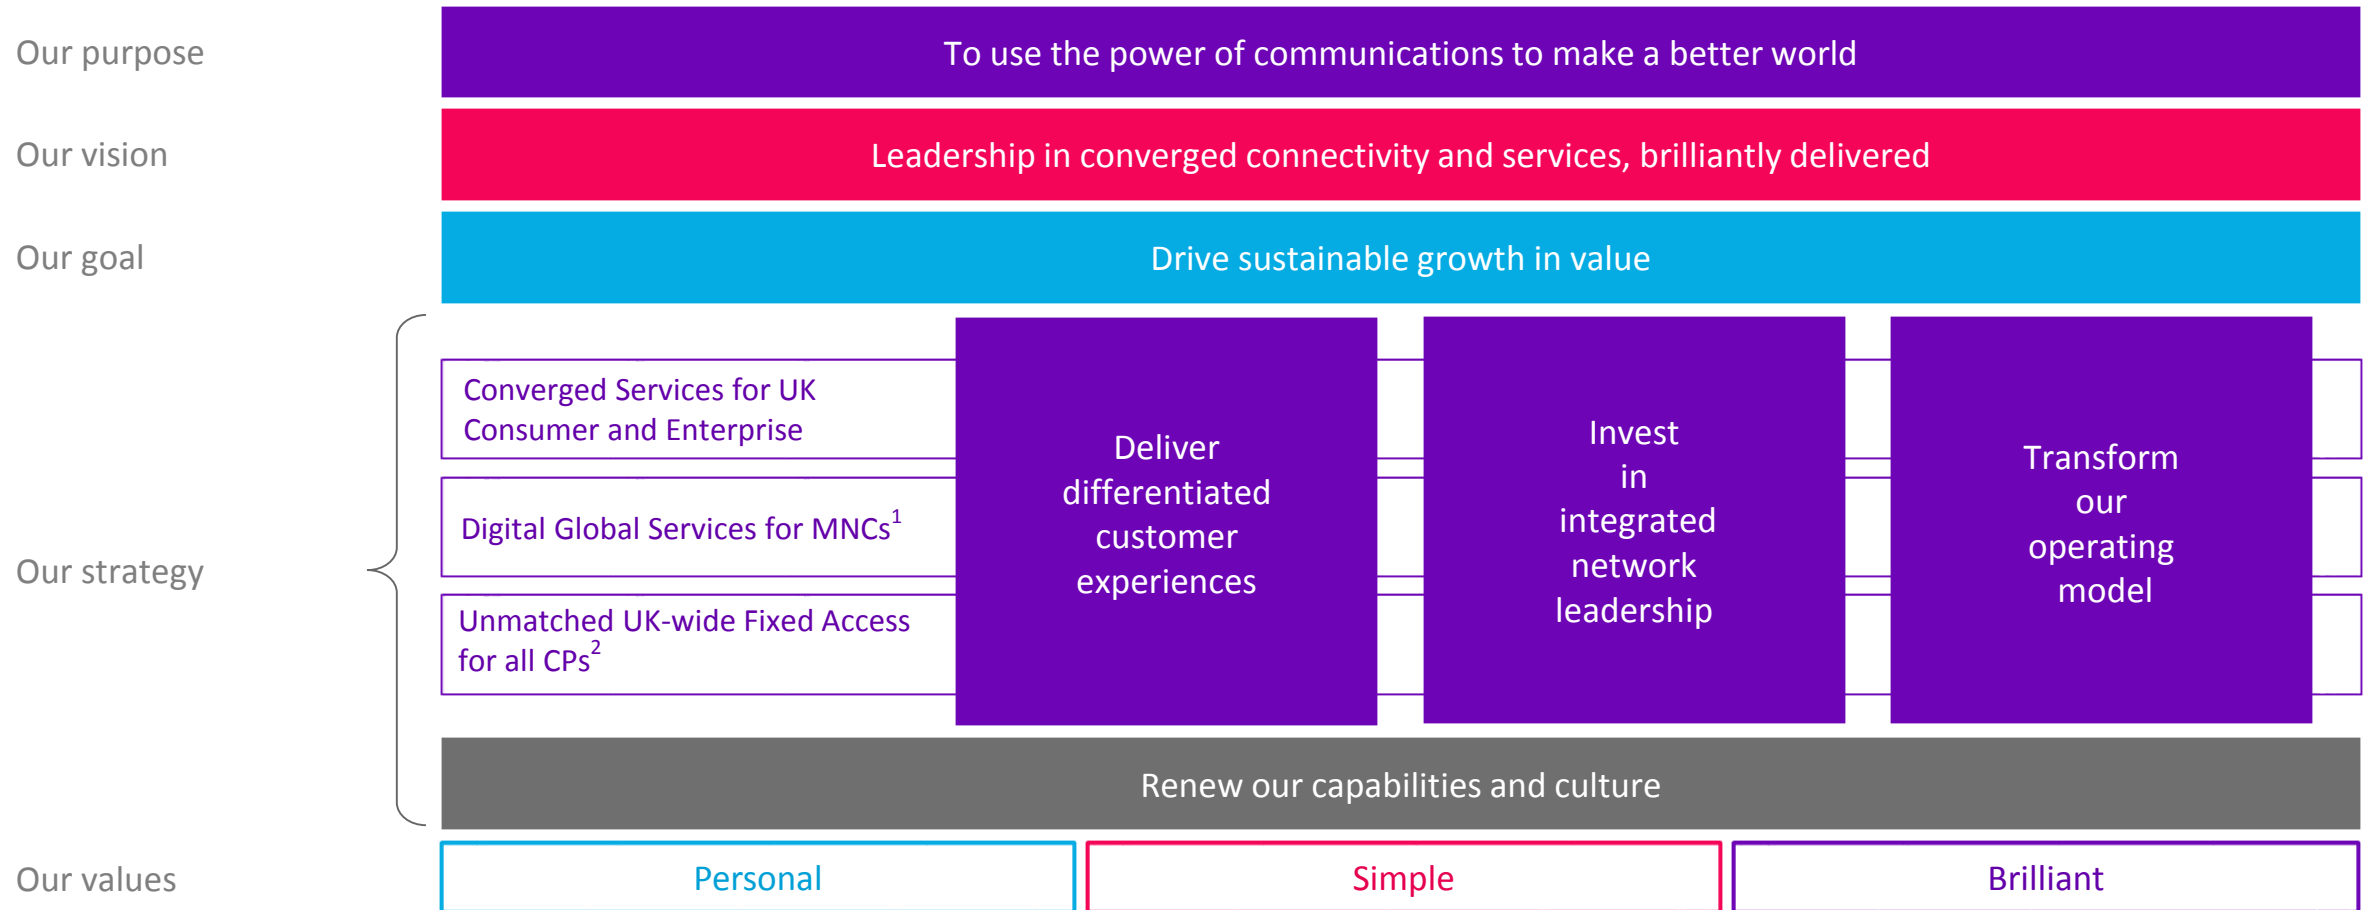 Our purpose
To use the power of communications to make a better world
Our vision
Leadership in converged connectivity and services, brilliantly delivered
Our goal
Drive sustainable growth in value
Our strategy
Converged Services for UK
Consumer and Enterprise
Digital Global Services for MNCs1
Unmatched UK-wide Fixed Access
for all CPs2
Deliver
differentiated
customer
experiences
Invest
in
integrated
network
leadership
Transform
our
operating
model
Renew our capabilities and culture
Our values
Personal
Simple
Brilliant